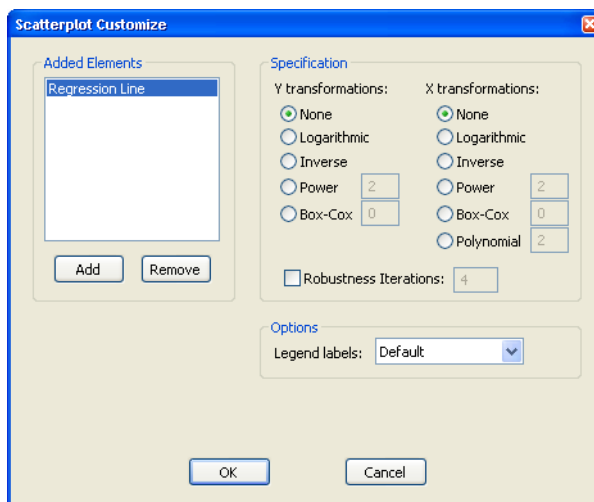 Scatterplot Customize
Added Elements
Regression Line
Add
Remove
Specification
Y transformations:
None
Logarithmic
Inverse
Power 2
Box-Cox 0
X transformations:
None
Logarithmic
Inverse
Power 2
Box-Cox 0
Polynomial 2
Robustness Iterations: 4
Options
Legend labels: Default
OK
Cancel